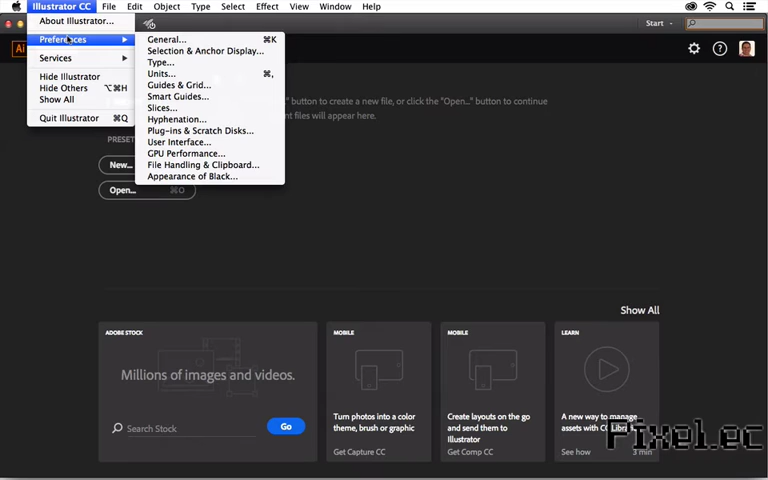 Illustrator CC File Edit Object Type Select Effect View Window Help
About Illustrator...
Start
Preferences
General... ⌘K
Ai
Selection & Anchor Display...
Services
Type...
Units... ⌘,
Hide Illustrator
Guides & Grid...
Hide Others ⌥⌘H
Smart Guides...
Show All
" button to create a new file, or click the "Open..." button to continue
Slices...
ent files will appear here.
Quit Illustrator ⌘Q
Hyphenation...
Plug-ins & Scratch Disks...
PRESET
User Interface...
GPU Performance...
New...
File Handling & Clipboard...
Appearance of Black...
Open... ⌘O
Show All
ADOBE STOCK
MOBILE
MOBILE
LEARN
Millions of images and videos.
Search Stock
Go
Turn photos into a color
theme, brush or graphic
Get Capture CC
Create layouts on the go
and send them to
Illustrator
Get Comp CC
A new way to manage
assets with CC Libr
See how 3 min
Pixel.ec